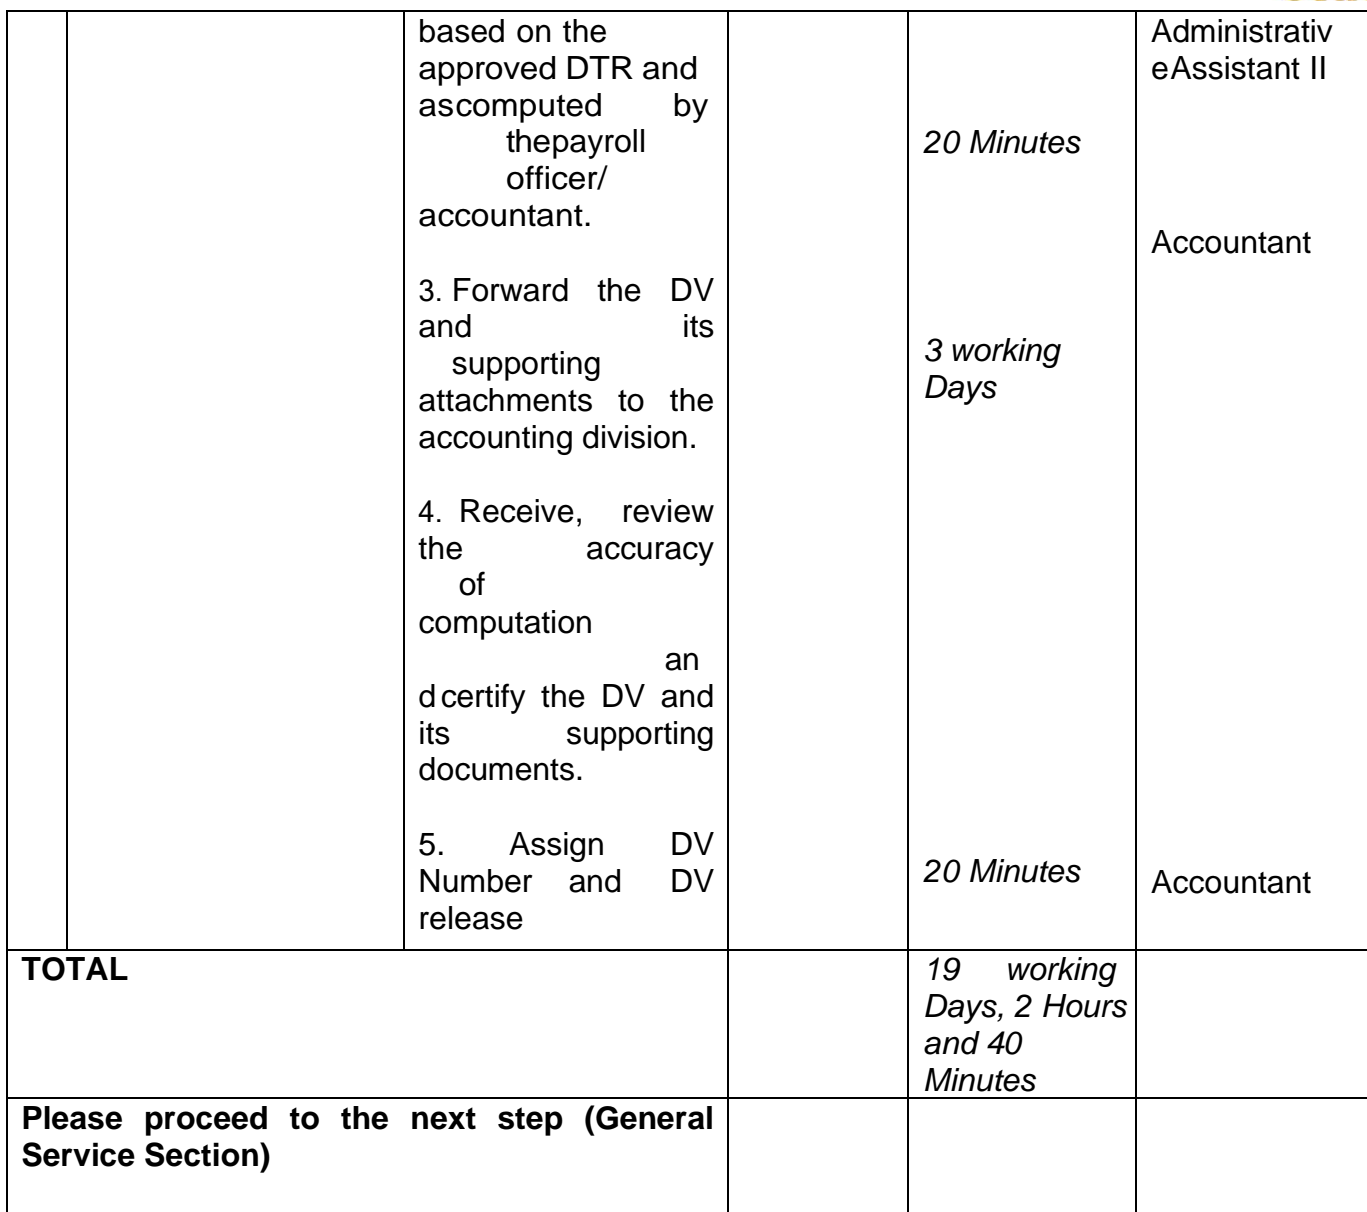 based on the
approved DTR and
ascomputed by
thepayroll
officer/
accountant.
3. Forward the DV
and its
supporting
attachments to the
accounting division.
4. Receive, review
the accuracy
of
computation
an
dcertify the DV and
its supporting
documents.
5. Assign DV
Number and DV
release
20 Minutes
3 working
Days
20 Minutes
Administrativ
eAssistant II
Accountant
Accountant
TOTAL
19 working
Days, 2 Hours
and 40
Minutes
Please proceed to the next step (General
Service Section)